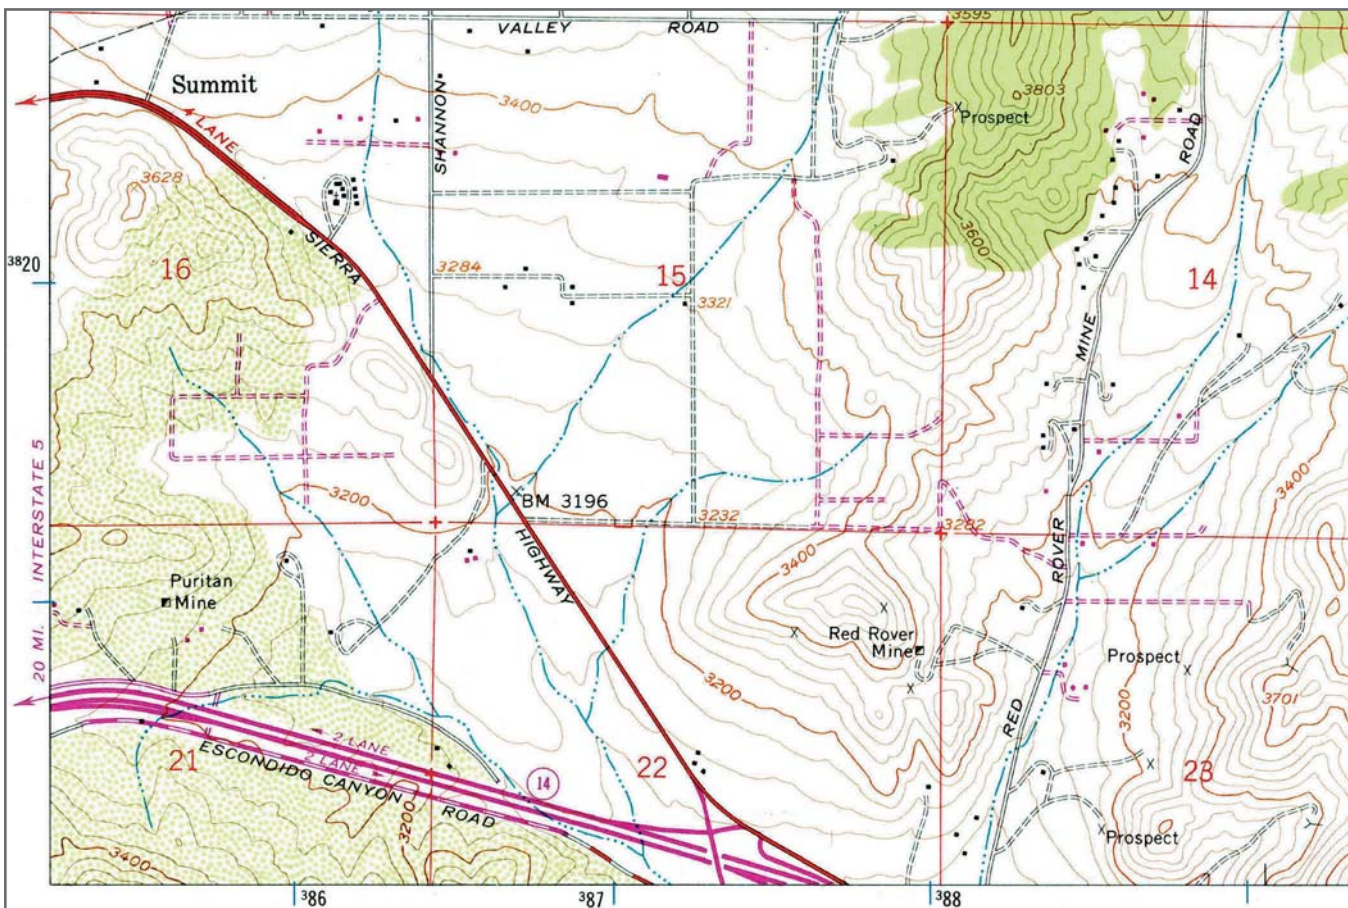 3595
VALLEY ROAD
Summit
3400
SHANNON
3803
Prospect
4 LANE
ROAD
3628
SIERRA
3600
3820
16
3284
15
14
3321
MINE
20 MI. INTERSTATE 5
3200
BM 3196
3400
3232
3282
HIGHWAY
ROVER
3400
Puritan
Mine
Red Rover
Mine
Prospect
3200
3200
3701
RED
2 LANE
2 LANE
21
ESCONDIDO CANYON ROAD
14
22
23
3200
Prospect
3400
386
387
388